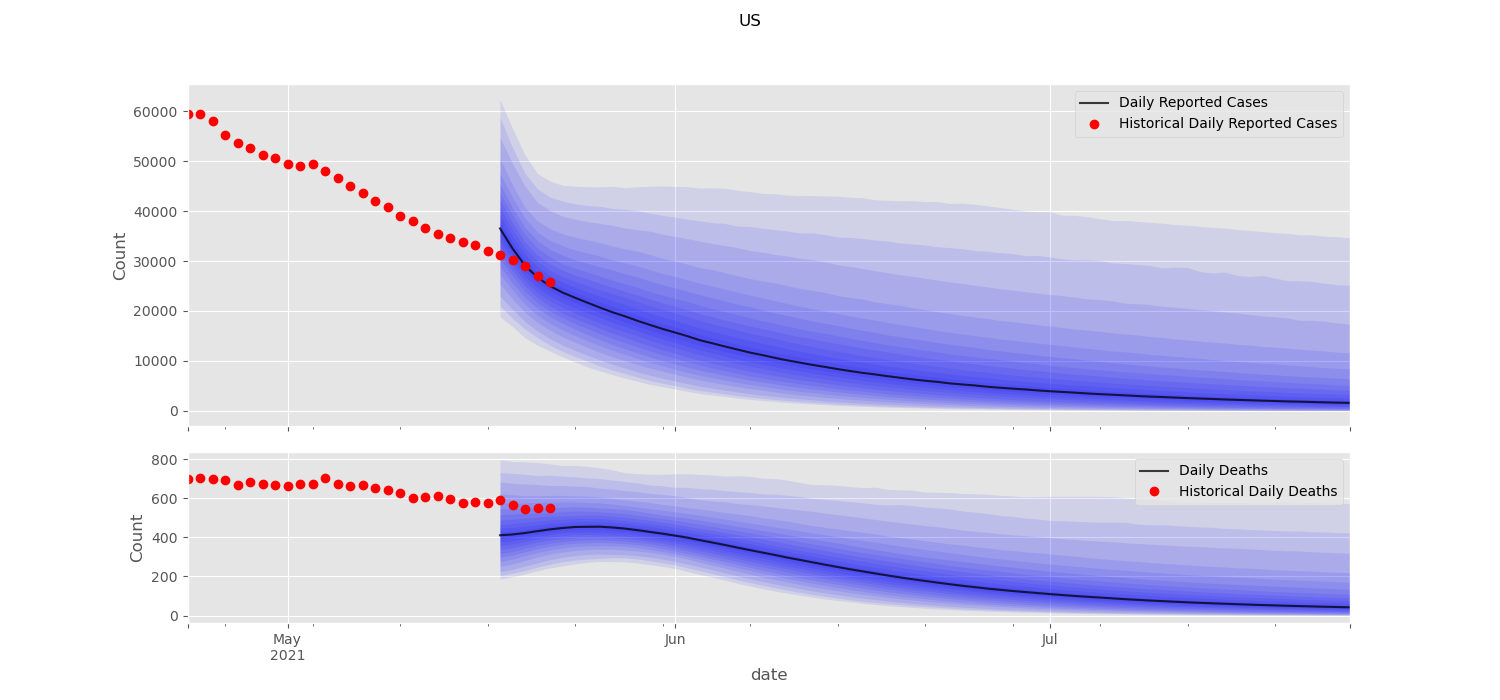 US
60000
50000
40000
30000
20000
10000
0
Count
Daily Reported Cases
Historical Daily Reported Cases
800
600
400
200
0
Count
Daily Deaths
Historical Daily Deaths
May
2021
Jun
Jul
date